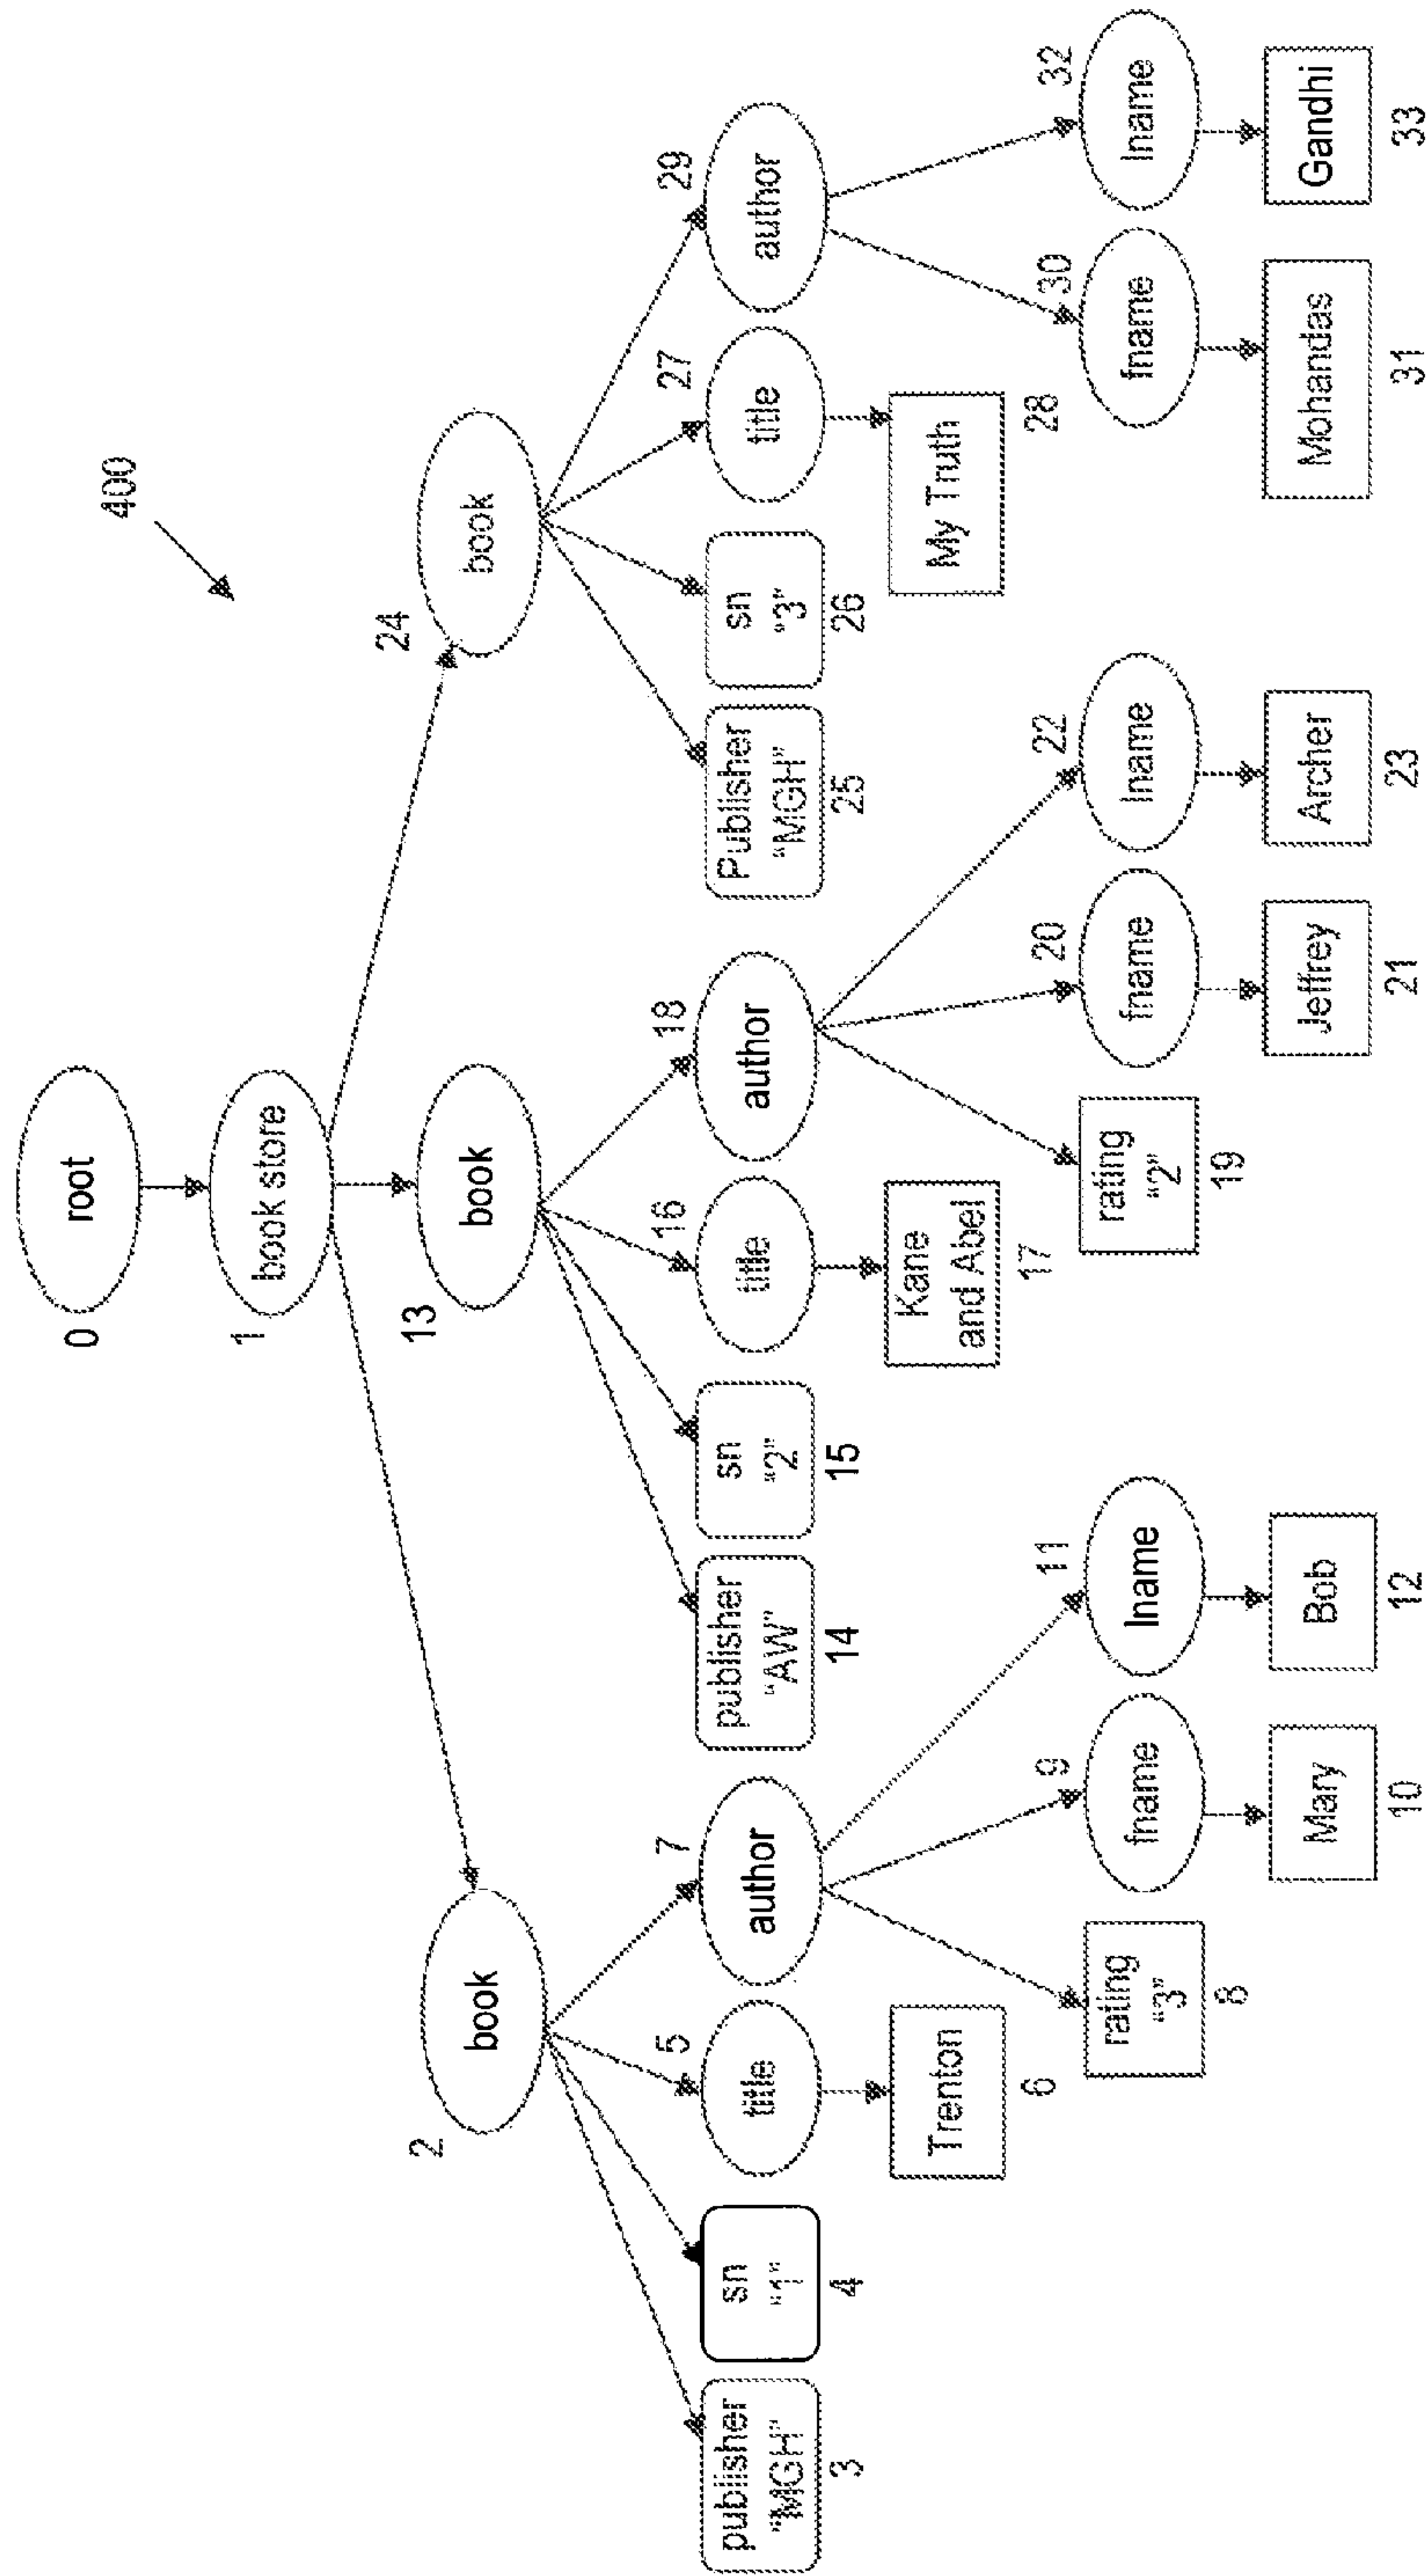 400
root
0
book store
1
book
2
book
13
book
24
publisher
"MGH"
3
sn
"1"
4
title
5
author
7
publisher
"AW"
14
sn
"2"
15
title
16
author
18
Publisher
"MGH"
25
sn
"3"
26
title
27
author
29
Trenton
6
Kane
and Abel
17
My Truth
28
rating
"3"
8
fname
9
lname
11
rating
"2"
19
fname
20
lname
22
fname
30
lname
32
Mary
10
Bob
12
Jeffrey
21
Archer
23
Mohandas
31
Gandhi
33